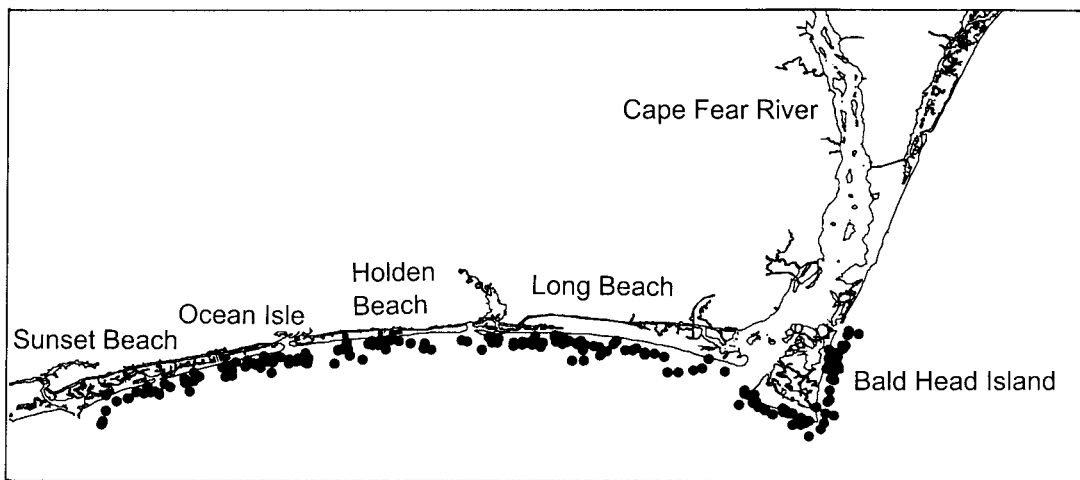 Cape Fear River
Holden
Beach
Long Beach
Ocean Isle
Sunset Beach
Bald Head Island